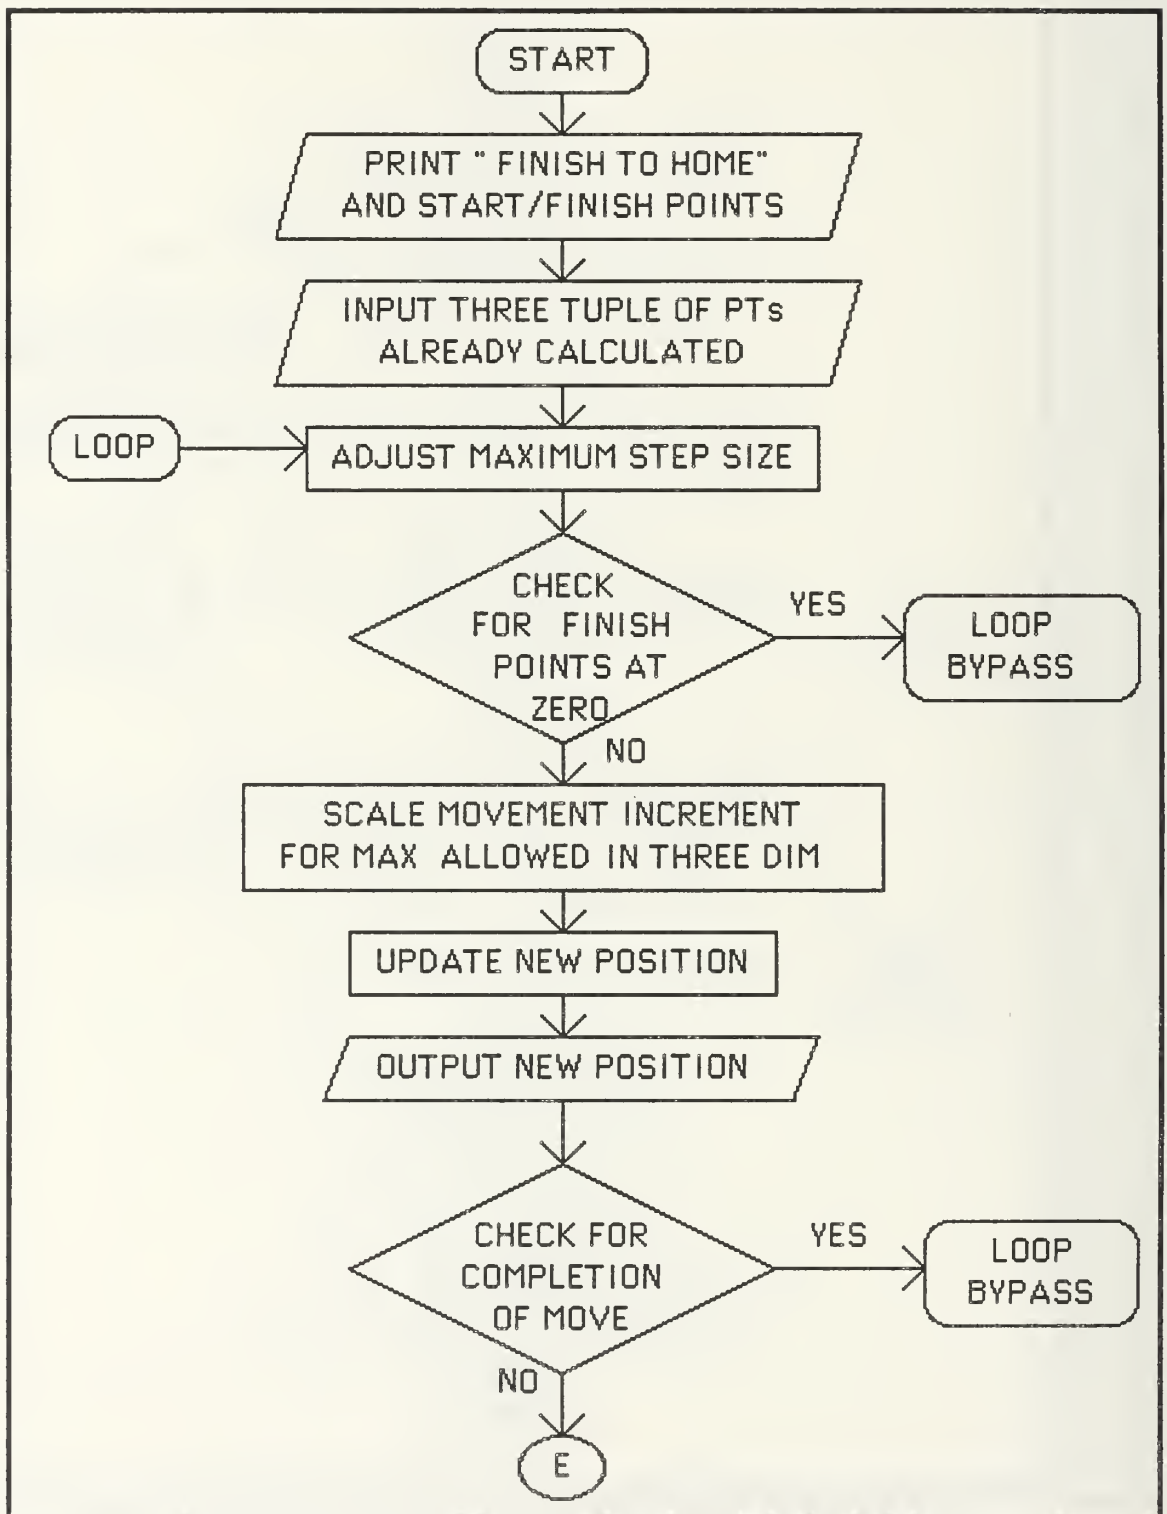 START
PRINT " FINISH TO HOME"
AND START/FINISH POINTS
INPUT THREE TUPLE OF PTs
ALREADY CALCULATED
LOOP
ADJUST MAXIMUM STEP SIZE
CHECK
FOR FINISH
POINTS AT
ZERO
YES
LOOP
BYPASS
NO
SCALE MOVEMENT INCREMENT
FOR MAX ALLOWED IN THREE DIM
UPDATE NEW POSITION
OUTPUT NEW POSITION
CHECK FOR
COMPLETION
OF MOVE
YES
LOOP
BYPASS
NO
E